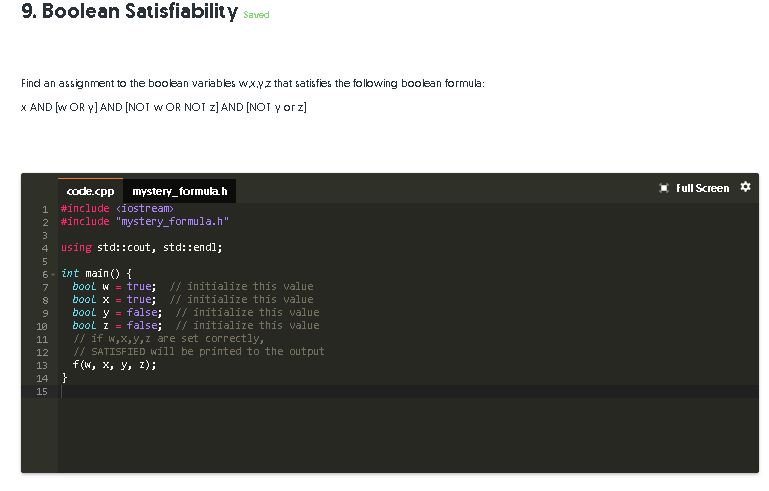 9. Boolean Satisfiability Saved
Find an assignment to the boolean variables w,x,y,z that satisfies the following boolean formula:
x AND [w OR y] AND [NOT w OR NOT z] AND [NOT y or z]
code.cpp mystery_formula.h Full Screen
1 #include <iostream>
2 #include "mystery_formula.h"
3
4 using std::cout, std::endl;
5
6 int main() {
7 bool w = true; // initialize this value
8 bool x = true; // initialize this value
9 bool y = false; // initialize this value
10 bool z = false; // initialize this value
11 // if w,x,y,z are set correctly,
12 // SATISFIED will be printed to the output
13 f(w, x, y, z);
14 }
15